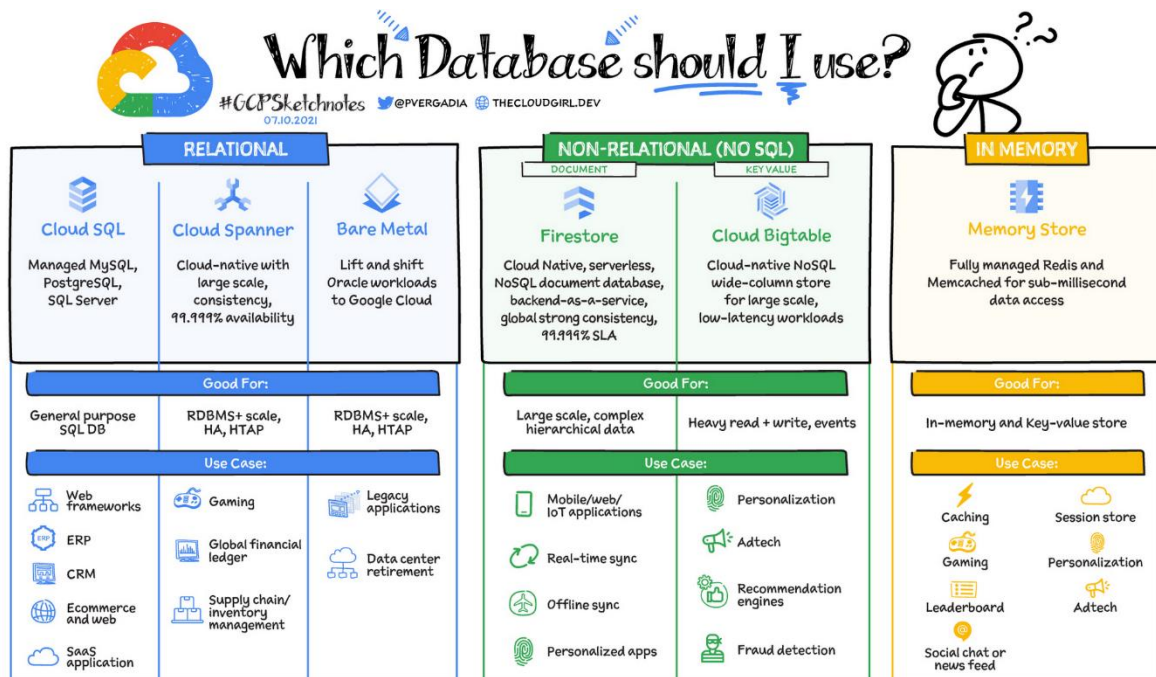 Which Database should I use?
#GCPSketchnotes @PVERGADIA THECLOUDGIRL.DEV
07.10.2021
RELATIONAL
Cloud SQL
Managed MySQL,
PostgreSQL,
SQL Server
Cloud Spanner
Cloud-native with
large scale,
consistency,
99.999% availability
Bare Metal
Lift and shift
Oracle workloads
to Google Cloud
Good For:
General purpose
SQL DB
RDBMS+ scale,
HA, HTAP
RDBMS+ scale,
HA, HTAP
Use Case:
Web
frameworks
ERP
ERP
CRM
Ecommerce
and web
SaaS
application
Gaming
Global financial
ledger
Supply chain/
inventory
management
Legacy
applications
Data center
retirement
NON-RELATIONAL (NO SQL)
DOCUMENT
KEY VALUE
Firestore
Cloud Native, serverless,
NoSQL document database,
backend-as-a-service,
global strong consistency,
99.999% SLA
Cloud Bigtable
Cloud-native NoSQL
wide-column store
for large scale,
low-latency workloads
Good For:
Large scale, complex
hierarchical data
Heavy read + write, events
Use Case:
Mobile/web/
IoT applications
Real-time sync
Offline sync
Personalized apps
Personalization
Adtech
Recommendation
engines
Fraud detection
IN MEMORY
Memory Store
Fully managed Redis and
Memcached for sub-millisecond
data access
Good For:
In-memory and Key-value store
Use Case:
Caching
Gaming
Leaderboard
Social chat or
news feed
Session store
Personalization
Adtech